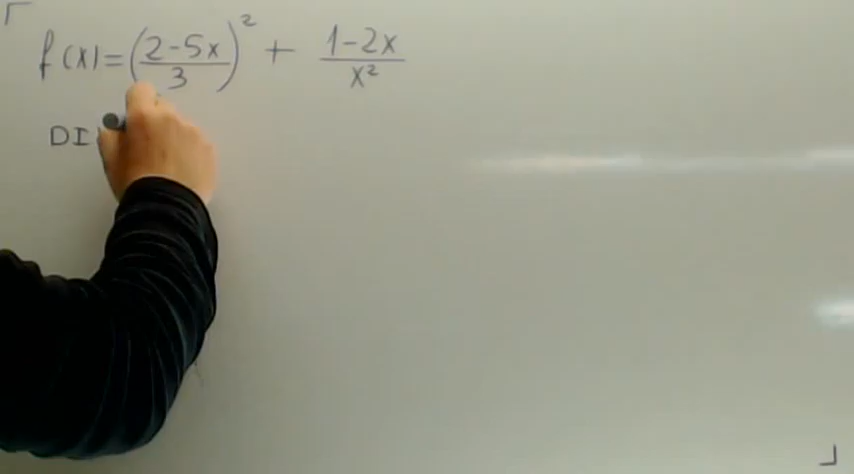 f(x)=((2-5x)/3)² + (1-2x)/x²
DI